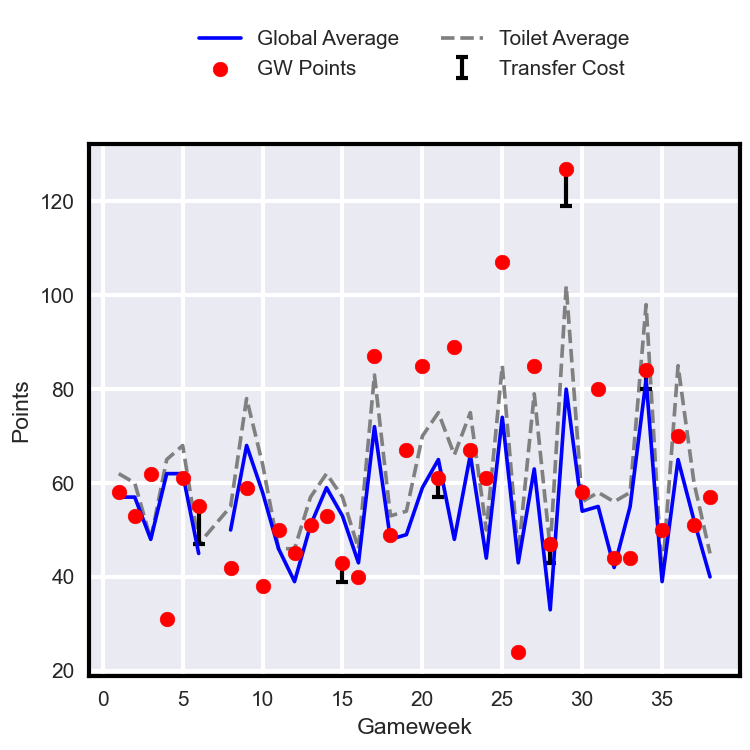 Global Average
Toilet Average
GW Points
Transfer Cost
120
100
80
60
40
20
Points
0 5 10 15 20 25 30 35
Gameweek